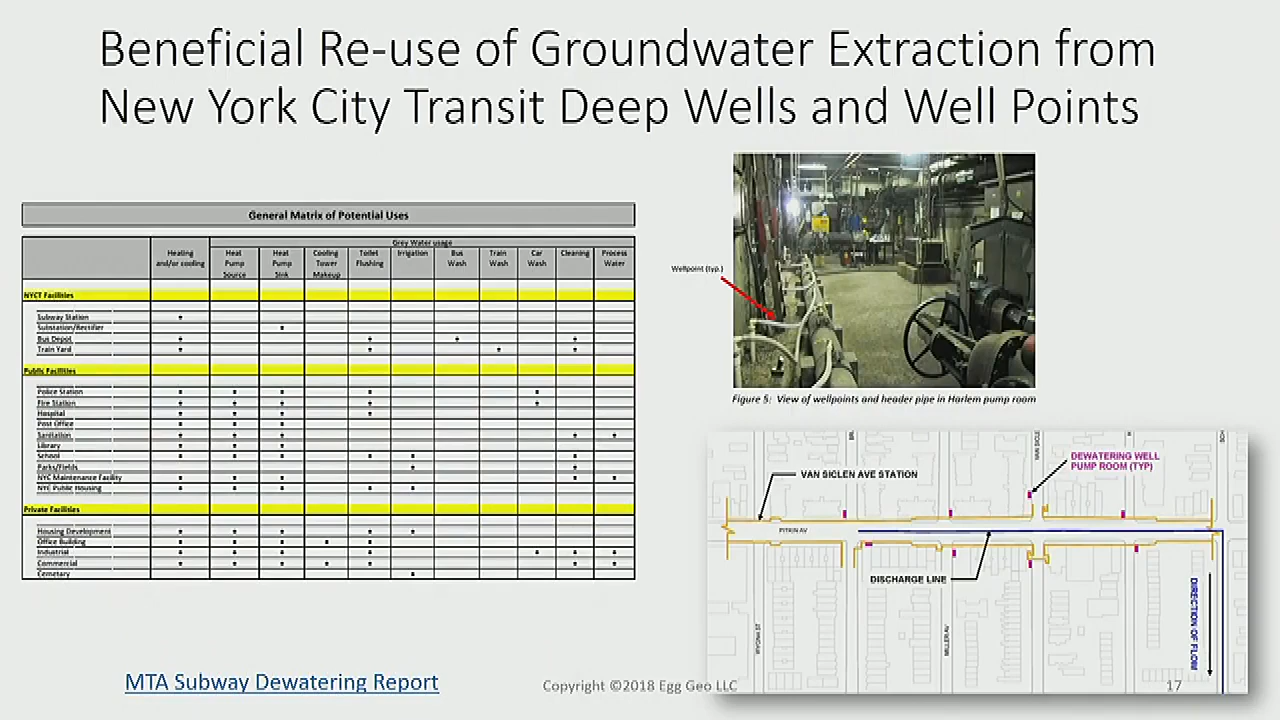 Beneficial Re-use of Groundwater Extraction from
New York City Transit Deep Wells and Well Points
General Matrix of Potential Uses
Grey Water usage
Heating and/or cooling
Heat Pump Source
Heat Pump Sink
Cooling Tower Makeup
Toilet Flushing
Irrigation
Bus Wash
Train Wash
Car Wash
Cleaning
Process Water
NYCT Facilities
Subway Station
Substation/Rectifier
Bus Depot
Train Yard
Public Facilities
Police Station
Fire Station
Hospital
Post Office
Sanitation
Library
School
Parks/Fields
NYC Maintenance Facility
NYC Public Housing
Private Facilities
Housing Development
Office Building
Industrial
Commercial
Cemetary
Wellpoint (typ.)
Figure 5: View of wellpoints and header pipe in Harlem pump room
VAN SICLEN AVE STATION
DEWATERING WELL
PUMP ROOM (TYP)
PITKIN AV
DISCHARGE LINE
MILLER AV
DIRECTION OF FLOW
MTA Subway Dewatering Report
Copyright ©2018 Egg Geo LLC
17